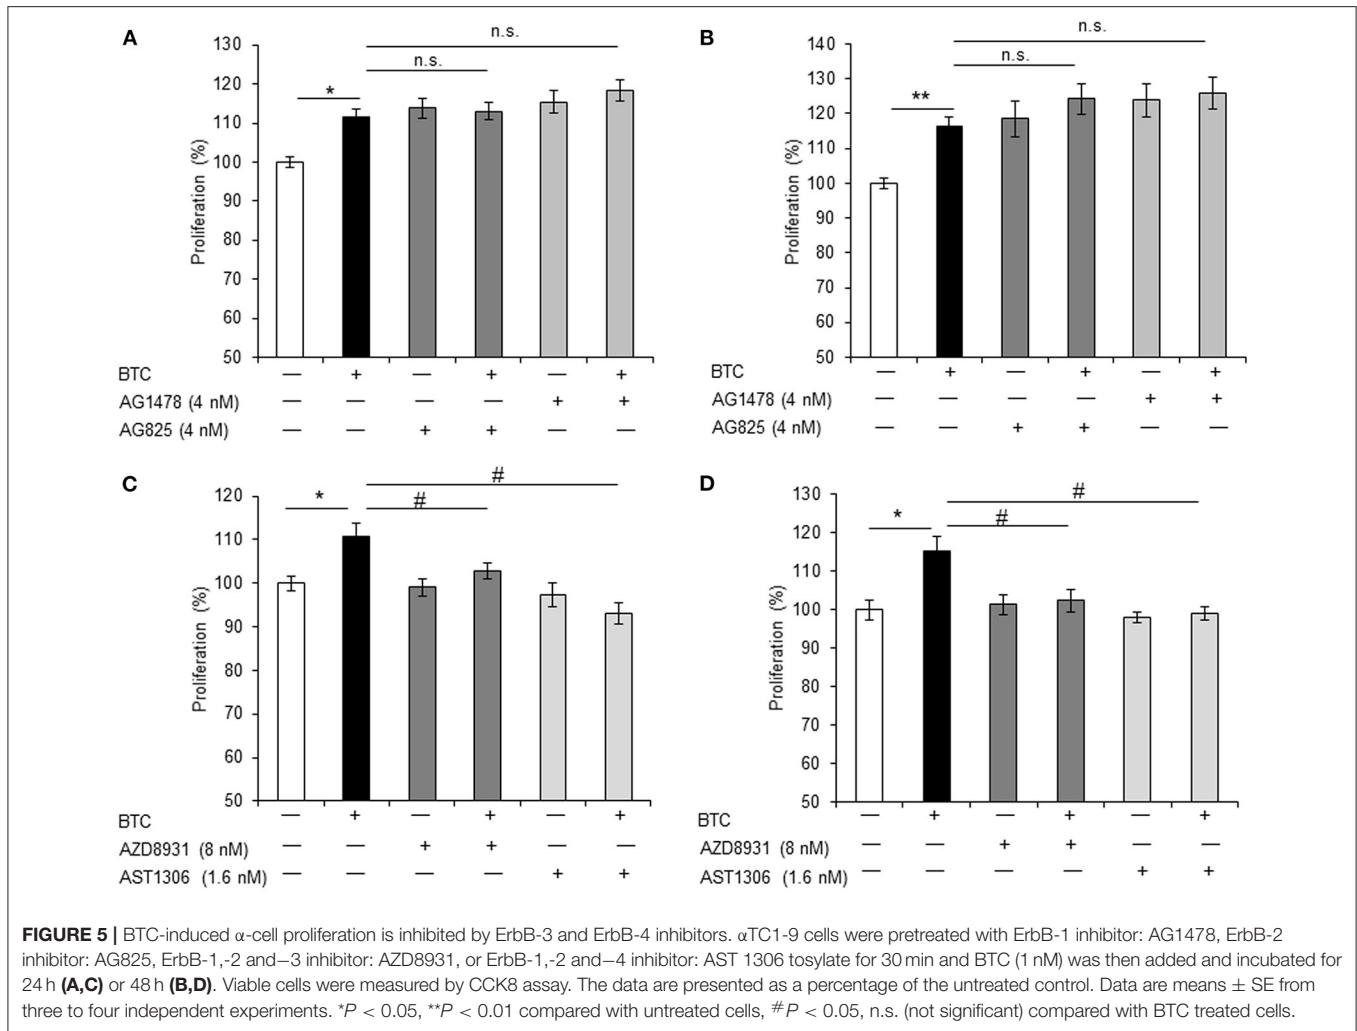 A
n.s.
n.s.
*
130
120
110
100
90
80
70
60
50
Proliferation (%)
BTC — + — + — +
AG1478 (4 nM) — — — — + +
AG825 (4 nM) — — + + — —
B
n.s.
n.s.
**
140
130
120
110
100
90
80
70
60
50
Proliferation (%)
BTC — + — + — +
AG1478 (4 nM) — — — — + +
AG825 (4 nM) — — + + — —
C
#
#
*
120
110
100
90
80
70
60
50
Proliferation (%)
BTC — + — + — +
AZD8931 (8 nM) — — + + — —
AST1306 (1.6 nM) — — — — + +
D
#
#
*
130
120
110
100
90
80
70
60
50
Proliferation (%)
BTC — + — + — +
AZD8931 (8 nM) — — + + — —
AST1306 (1.6 nM) — — — — + +
FIGURE 5 | BTC-induced α-cell proliferation is inhibited by ErbB-3 and ErbB-4 inhibitors. αTC1-9 cells were pretreated with ErbB-1 inhibitor: AG1478, ErbB-2
inhibitor: AG825, ErbB-1,-2 and−3 inhibitor: AZD8931, or ErbB-1,-2 and−4 inhibitor: AST 1306 tosylate for 30 min and BTC (1 nM) was then added and incubated for
24 h (A,C) or 48 h (B,D). Viable cells were measured by CCK8 assay. The data are presented as a percentage of the untreated control. Data are means ± SE from
three to four independent experiments. *P < 0.05, **P < 0.01 compared with untreated cells, #P < 0.05, n.s. (not significant) compared with BTC treated cells.